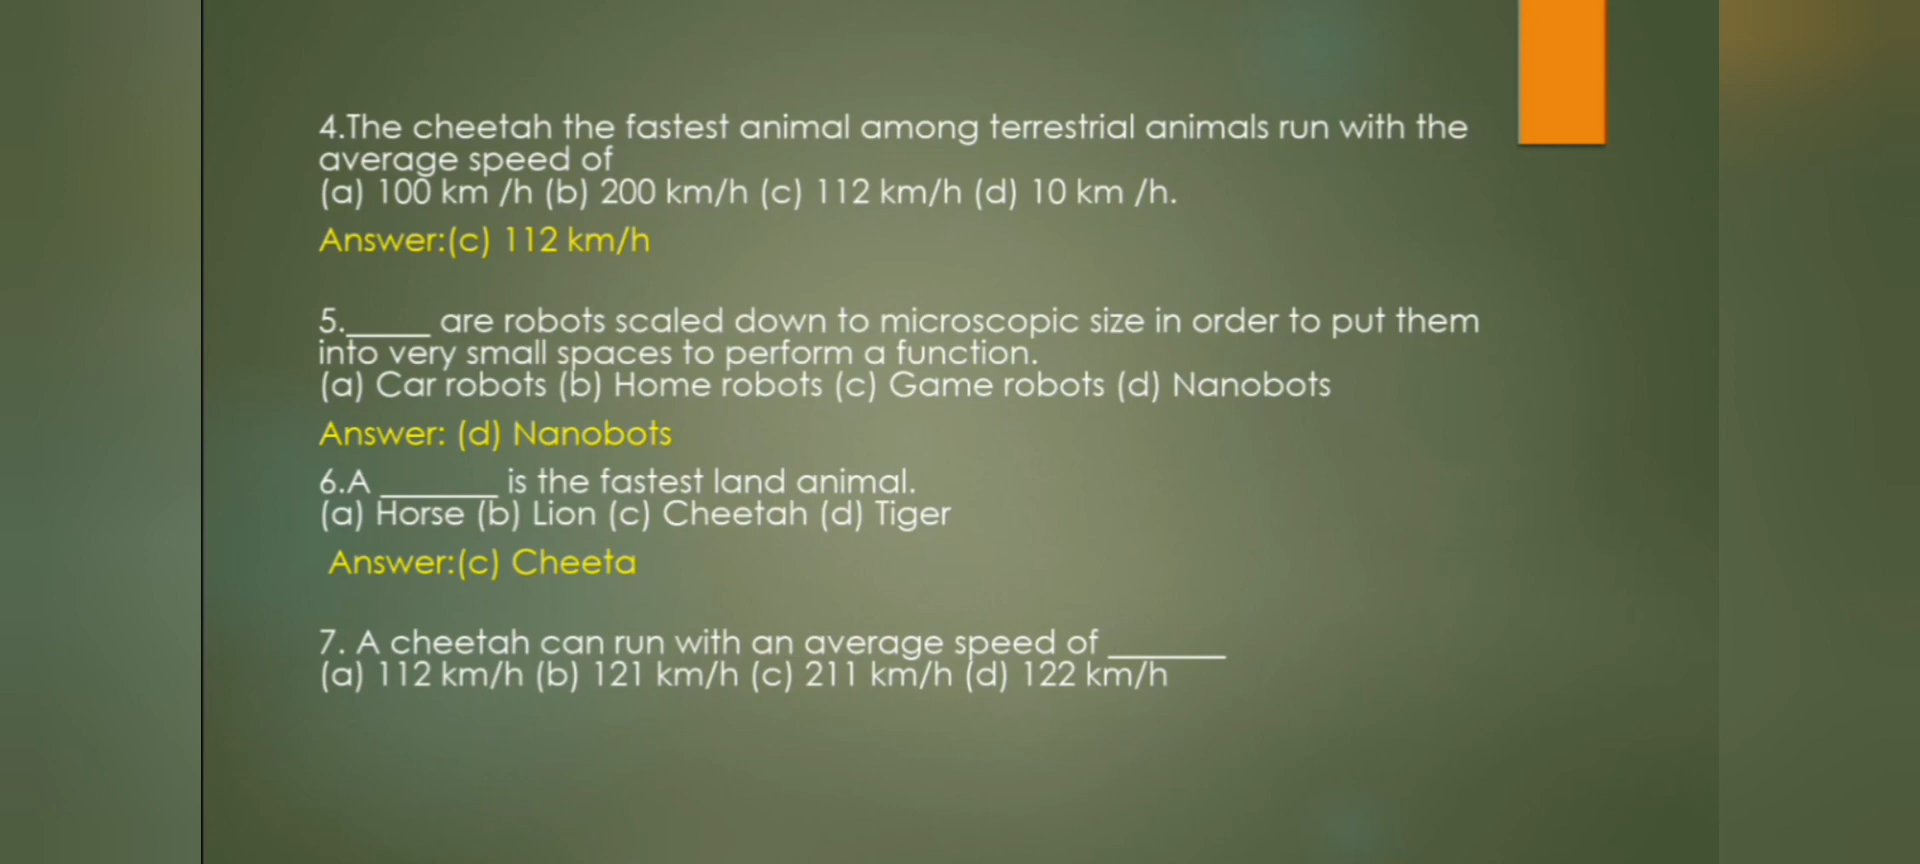 4.The cheetah the fastest animal among terrestrial animals run with the
average speed of
(a) 100 km /h (b) 200 km/h (c) 112 km/h (d) 10 km /h.
Answer:(c) 112 km/h
5._____ are robots scaled down to microscopic size in order to put them
into very small spaces to perform a function.
(a) Car robots (b) Home robots (c) Game robots (d) Nanobots
Answer: (d) Nanobots
6.A _______ is the fastest land animal.
(a) Horse (b) Lion (c) Cheetah (d) Tiger
Answer:(c) Cheeta
7. A cheetah can run with an average speed of _______
(a) 112 km/h (b) 121 km/h (c) 211 km/h (d) 122 km/h